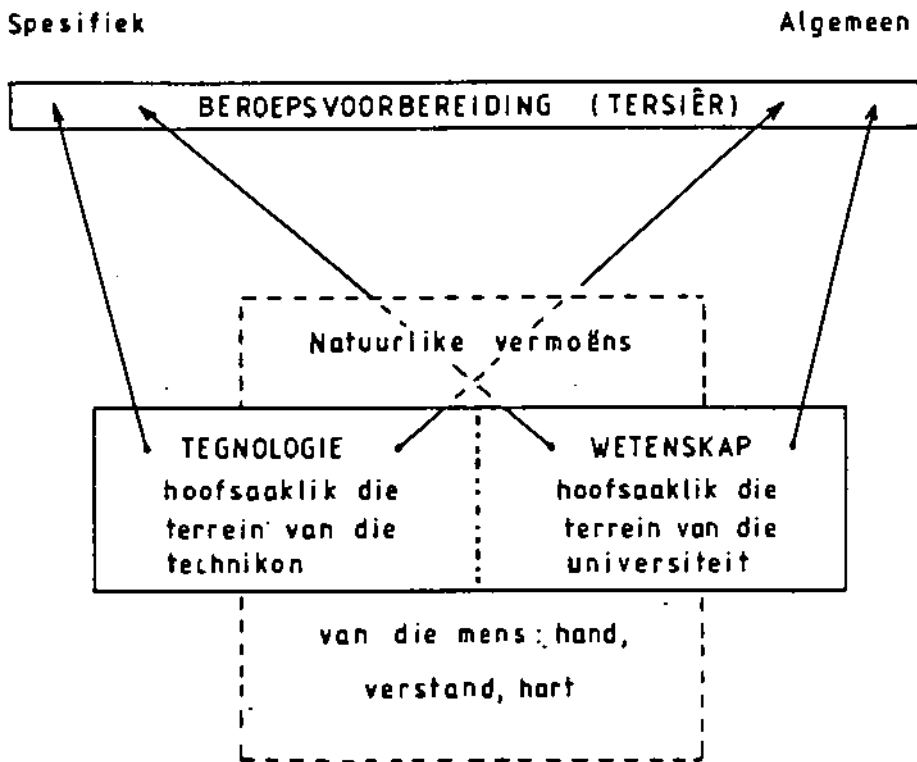 Spesifiek Algemeen
BEROEPSVOORBEREIDING (TERSIÊR)
Natuurlike vermoëns
TEGNOLOGIE
hoofsaaklik die
terrein van die
technikon
WETENSKAP
hoofsaaklik die
terrein van die
universiteit
van die mens: hand,
verstand, hart